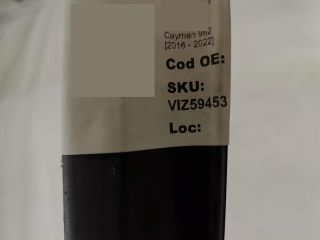 Cayman 982
[2016 - 2022]
Cod OE:
SKU:
VIZ59453
Loc: